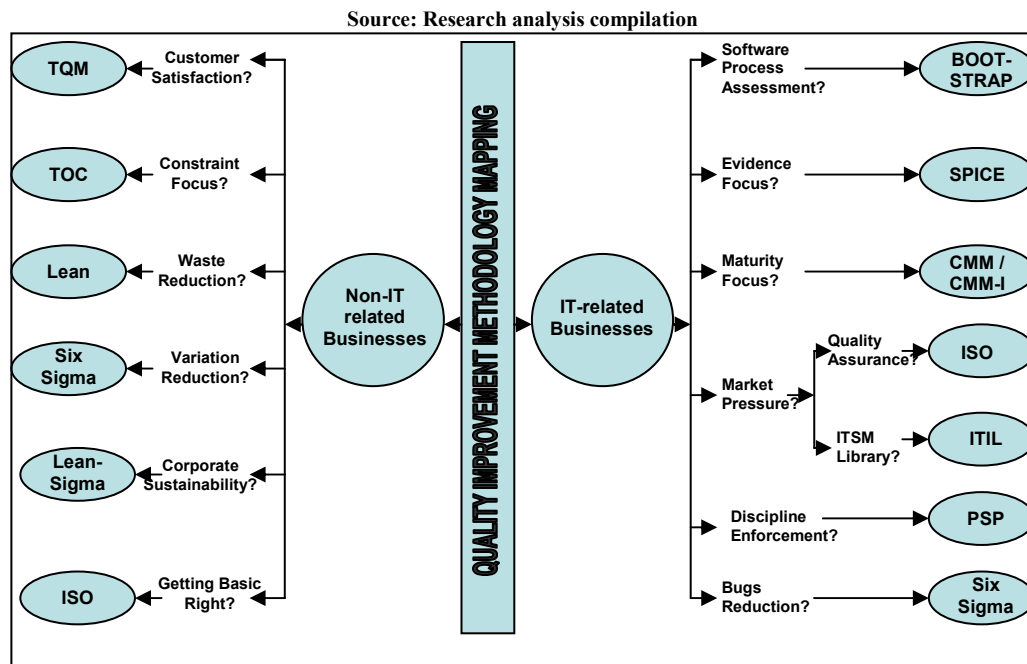 Source: Research analysis compilation
TQM
Customer
Satisfaction?
TOC
Constraint
Focus?
Lean
Waste
Reduction?
Six
Sigma
Variation
Reduction?
Lean-
Sigma
Corporate
Sustainability?
ISO
Getting Basic
Right?
Non-IT
related
Businesses
QUALITY IMPROVEMENT METHODOLOGY MAPPING
IT-related
Businesses
Software
Process
Assessment?
BOOT-
STRAP
Evidence
Focus?
SPICE
Maturity
Focus?
CMM /
CMM-I
Market
Pressure?
Quality
Assurance?
ISO
ITSM
Library?
ITIL
Discipline
Enforcement?
PSP
Bugs
Reduction?
Six
Sigma